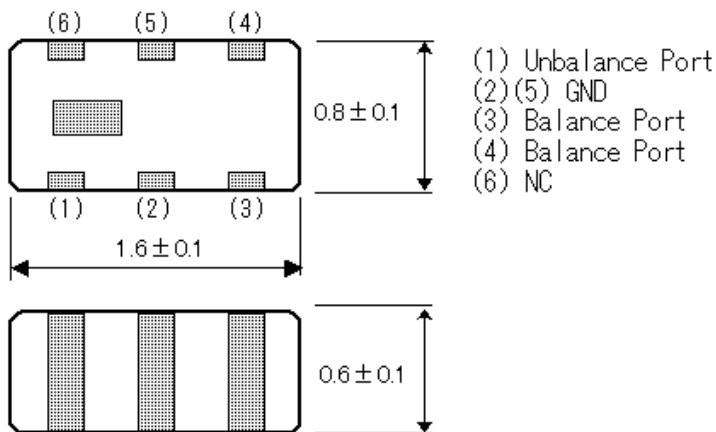 (6) (5) (4)
0.8±0.1
(1) Unbalance Port
(2)(5) GND
(3) Balance Port
(4) Balance Port
(6) NC
(1) (2) (3)
1.6±0.1
0.6±0.1